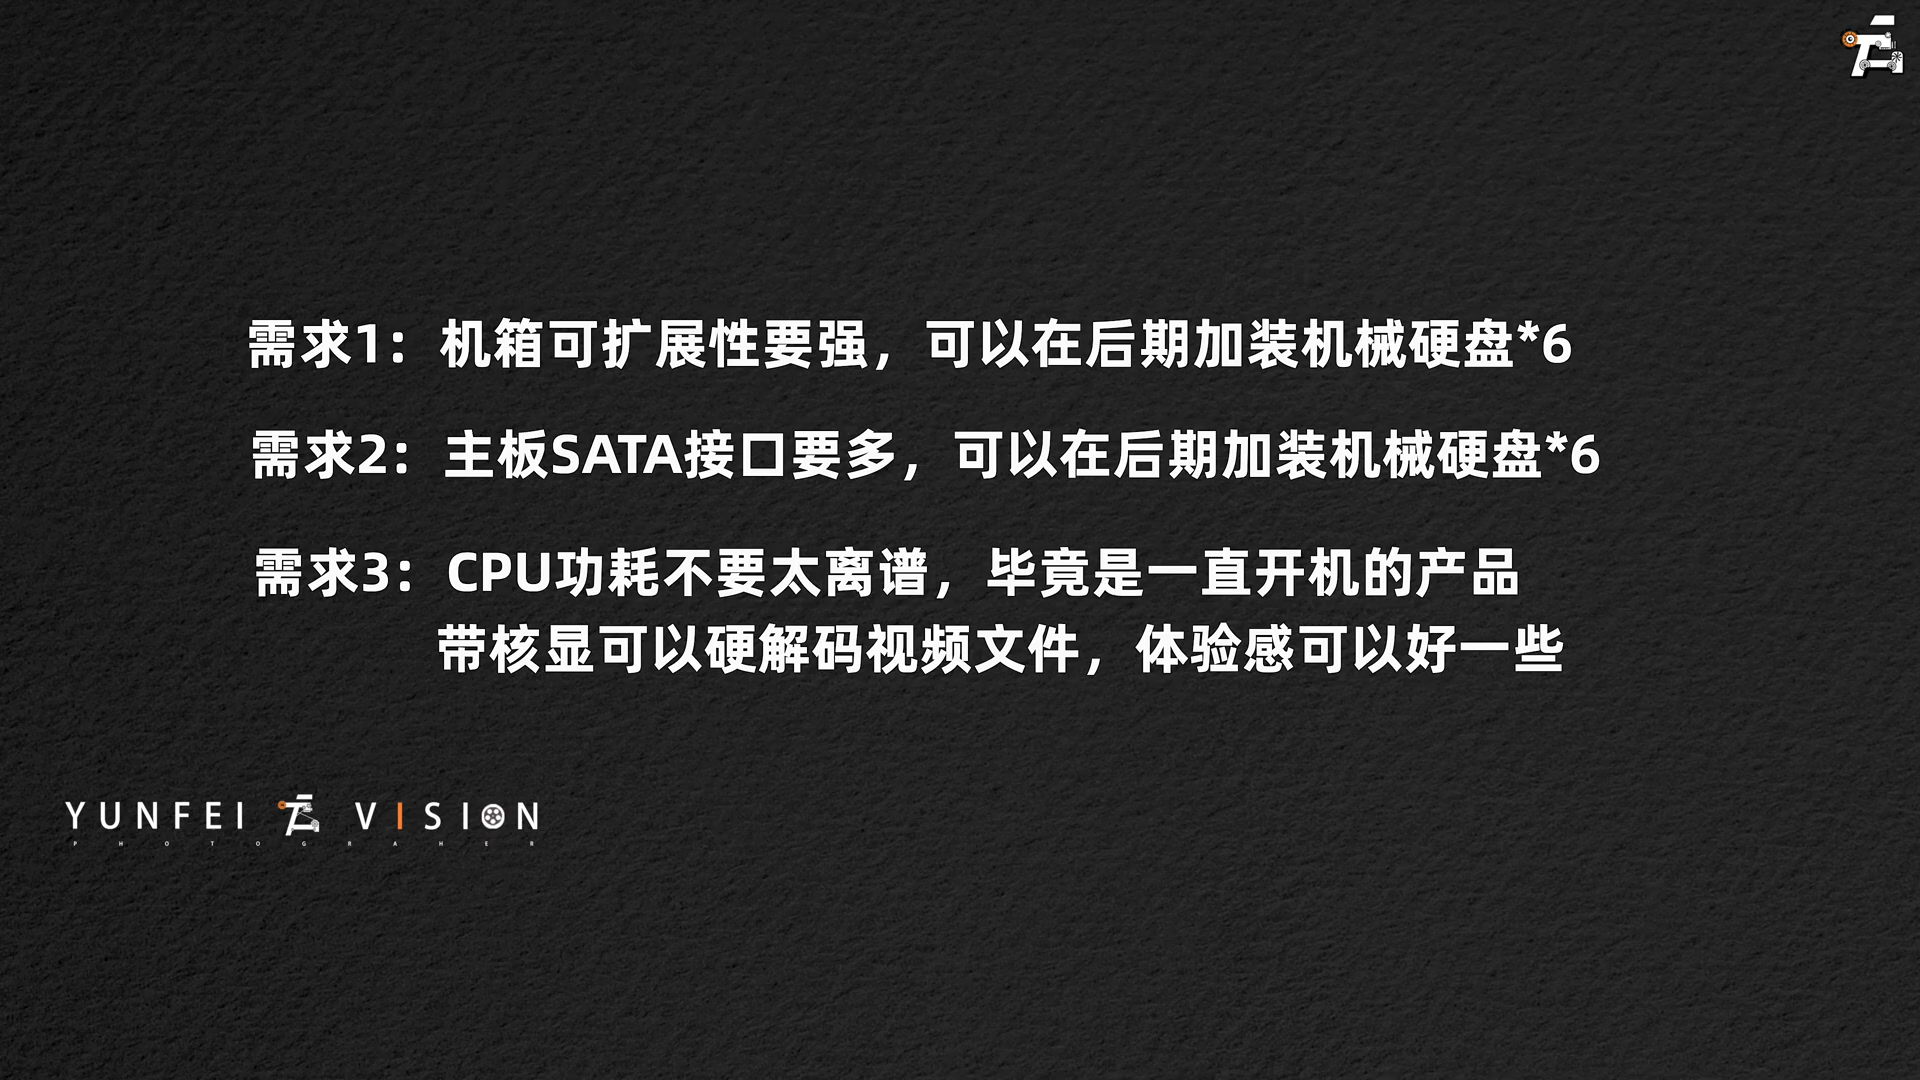 需求1：机箱可扩展性要强，可以在后期加装机械硬盘*6
需求2：主板SATA接口要多，可以在后期加装机械硬盘*6
需求3：CPU功耗不要太离谱，毕竟是一直开机的产品
带核显可以硬解码视频文件，体验感可以好一些
YUNFEI VISION
PHOTOGRAHER